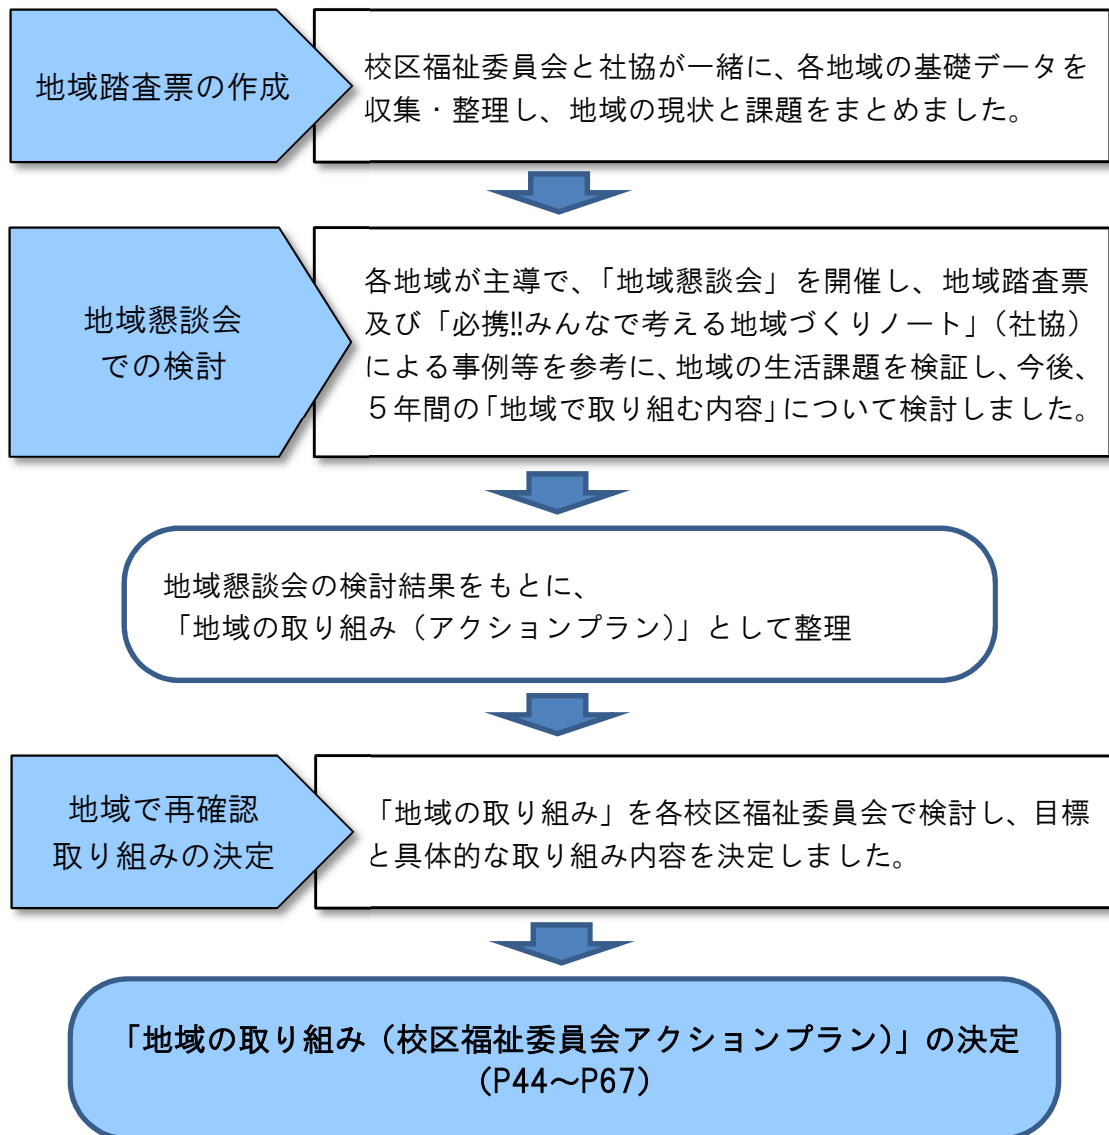 地域踏査票の作成
校区福祉委員会と社協が一緒に、各地域の基礎データを
収集・整理し、地域の現状と課題をまとめました。
地域懇談会
での検討
各地域が主導で、「地域懇談会」を開催し、地域踏査票
及び「必携!!みんなで考える地域づくりノート」（社協）
による事例等を参考に、地域の生活課題を検証し、今後、
５年間の「地域で取り組む内容」について検討しました。
地域懇談会の検討結果をもとに、
「地域の取り組み（アクションプラン）」として整理
地域で再確認
取り組みの決定
「地域の取り組み」を各校区福祉委員会で検討し、目標
と具体的な取り組み内容を決定しました。
「地域の取り組み（校区福祉委員会アクションプラン）」の決定
(P44～P67)